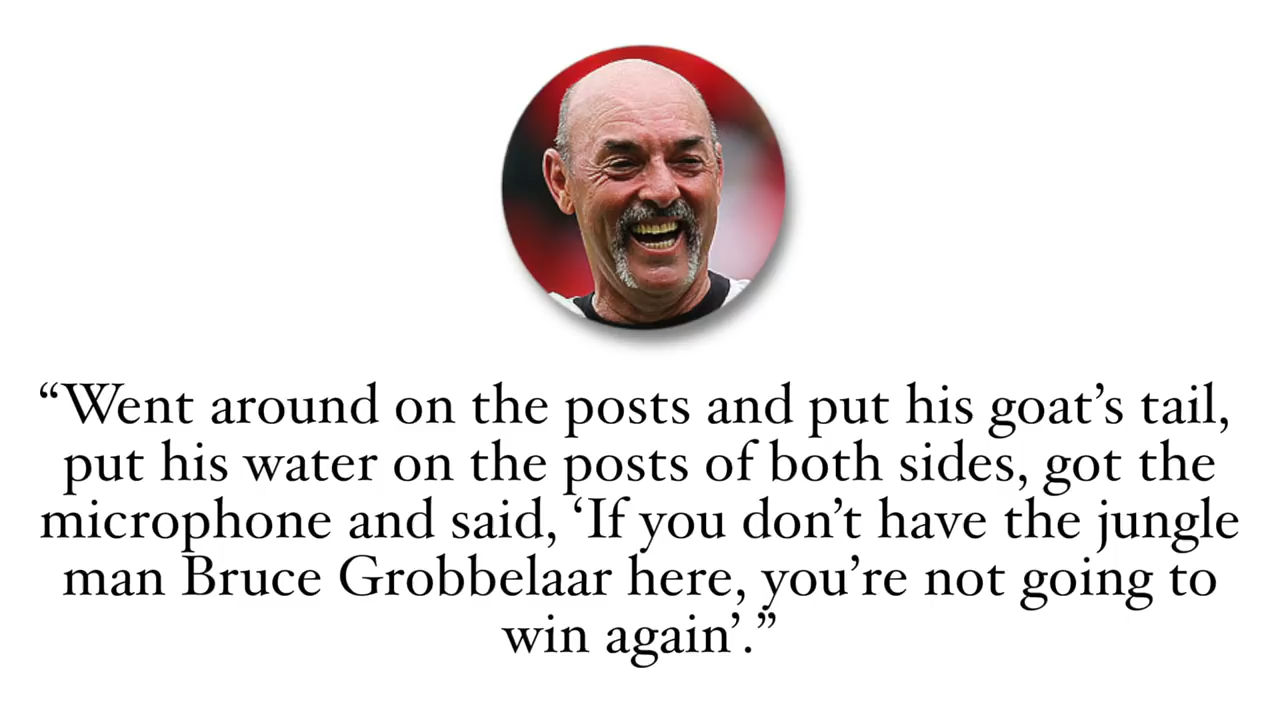 “Went around on the posts and put his goat’s tail,
put his water on the posts of both sides, got the
microphone and said, ‘If you don’t have the jungle
man Bruce Grobbelaar here, you’re not going to
win again’.”